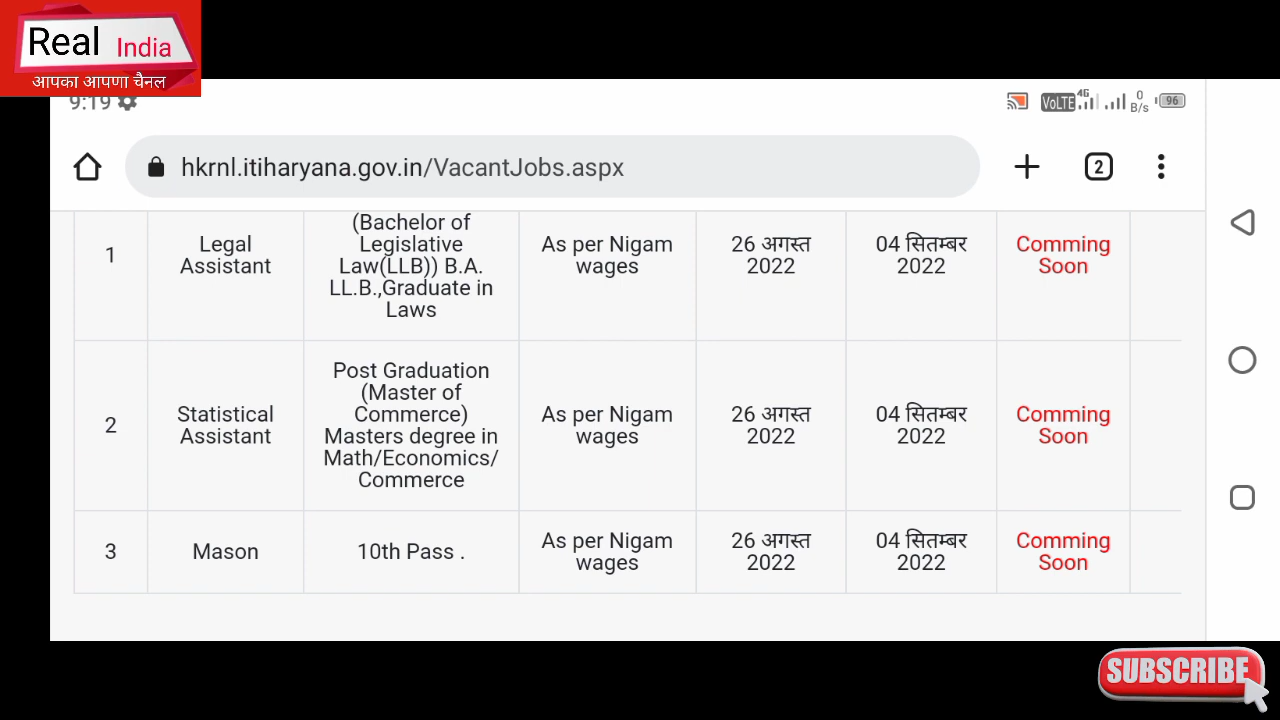 Real India
आपका आपणा चैनल
9:19
VoLTE 4G 0 B/s 96
hkrnl.itiharyana.gov.in/VacantJobs.aspx
2
1
Legal
Assistant
(Bachelor of
Legislative
Law(LLB)) B.A.
LL.B.,Graduate in
Laws
As per Nigam
wages
26 अगस्त
2022
04 सितम्बर
2022
Comming
Soon
2
Statistical
Assistant
Post Graduation
(Master of
Commerce)
Masters degree in
Math/Economics/
Commerce
As per Nigam
wages
26 अगस्त
2022
04 सितम्बर
2022
Comming
Soon
3
Mason
10th Pass .
As per Nigam
wages
26 अगस्त
2022
04 सितम्बर
2022
Comming
Soon
SUBSCRIBE